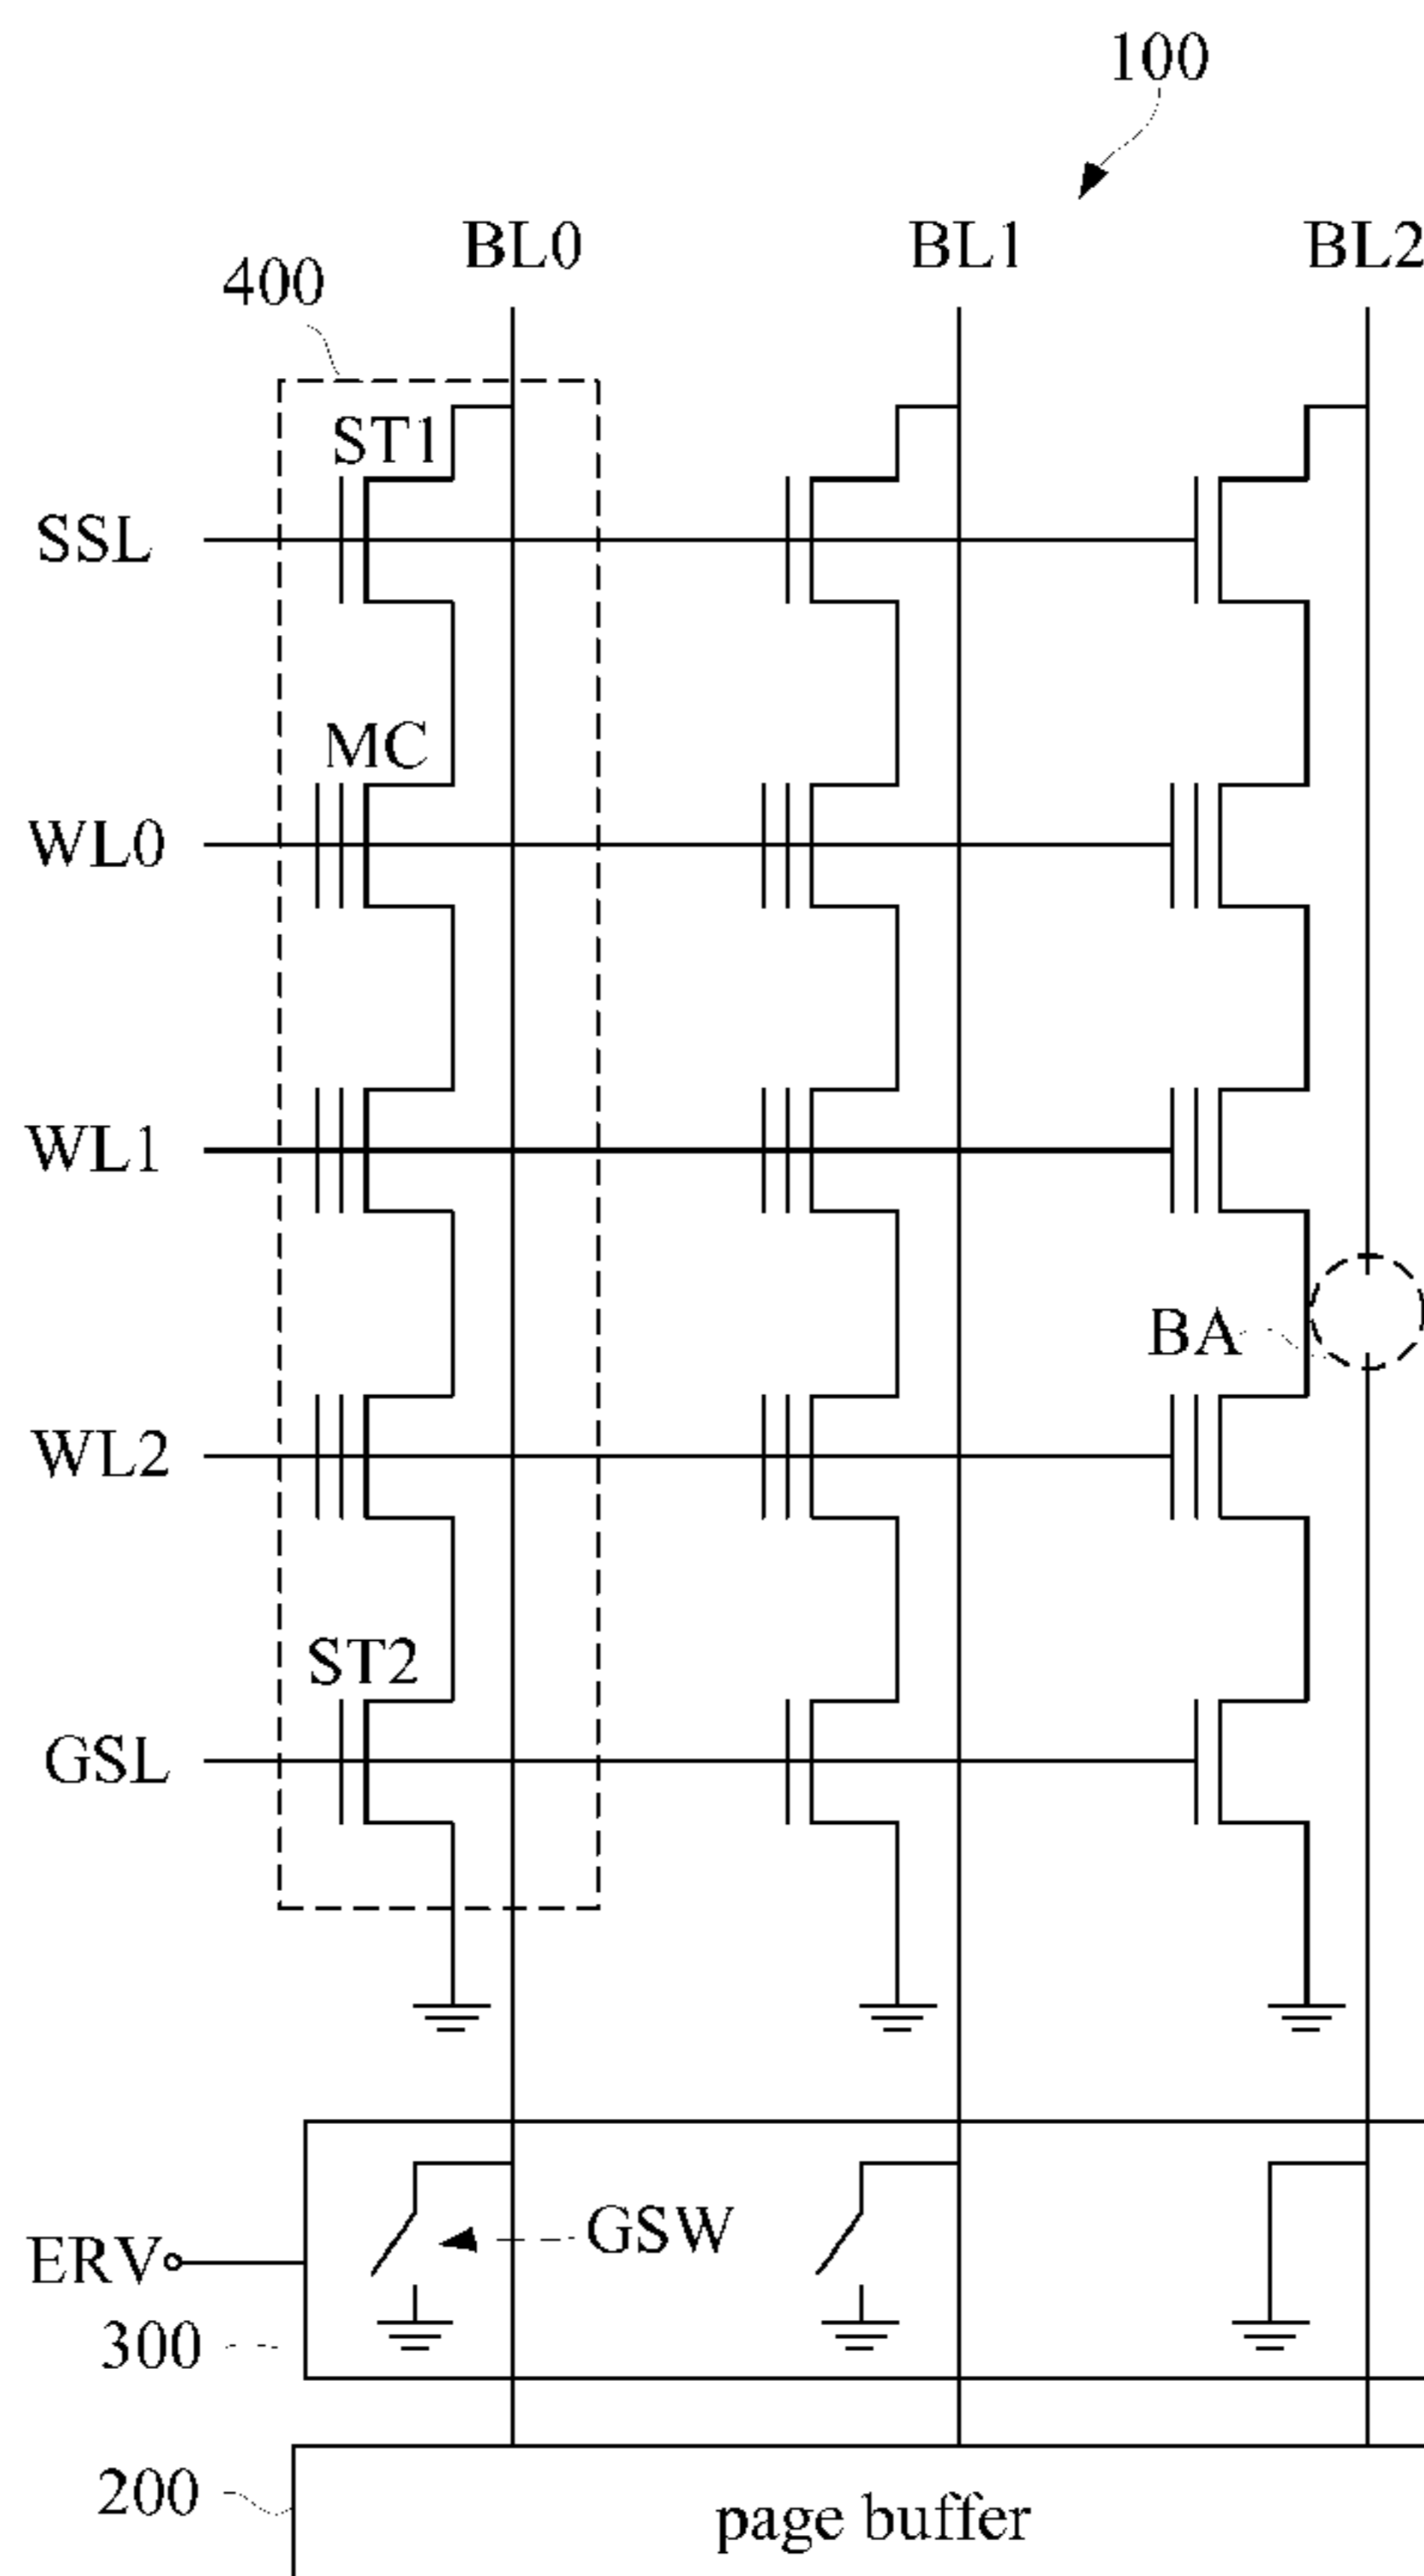 100
BL0 BL1 BL2
400
ST1
SSL
MC
WL0
WL1
BA
WL2
ST2
GSL
GSW
ERV
300
200
page buffer